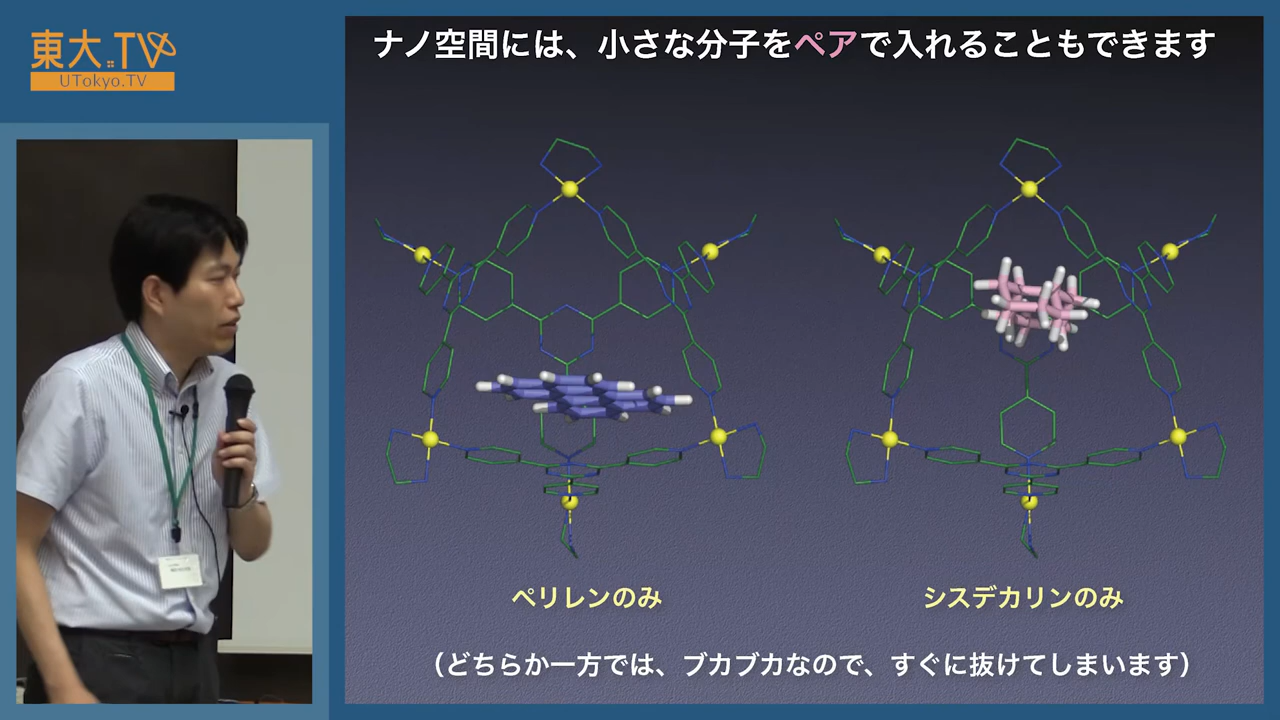 東大.TV
UTokyo.TV
ナノ空間には、小さな分子をペアで入れることもできます
ペリレンのみ
シスデカリンのみ
（どちらか一方では、ブカブカなので、すぐに抜けてしまいます）